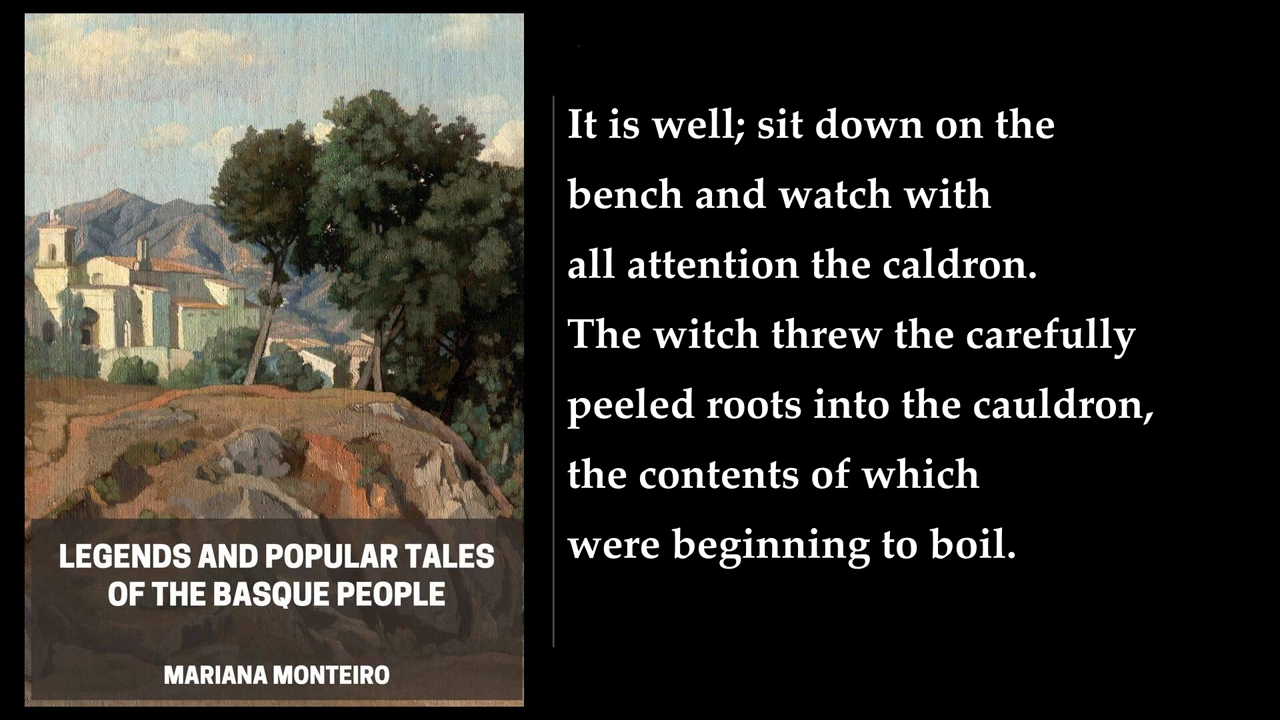 It is well; sit down on the
bench and watch with
all attention the caldron.
The witch threw the carefully
peeled roots into the cauldron,
the contents of which
were beginning to boil.
LEGENDS AND POPULAR TALES
OF THE BASQUE PEOPLE
MARIANA MONTEIRO